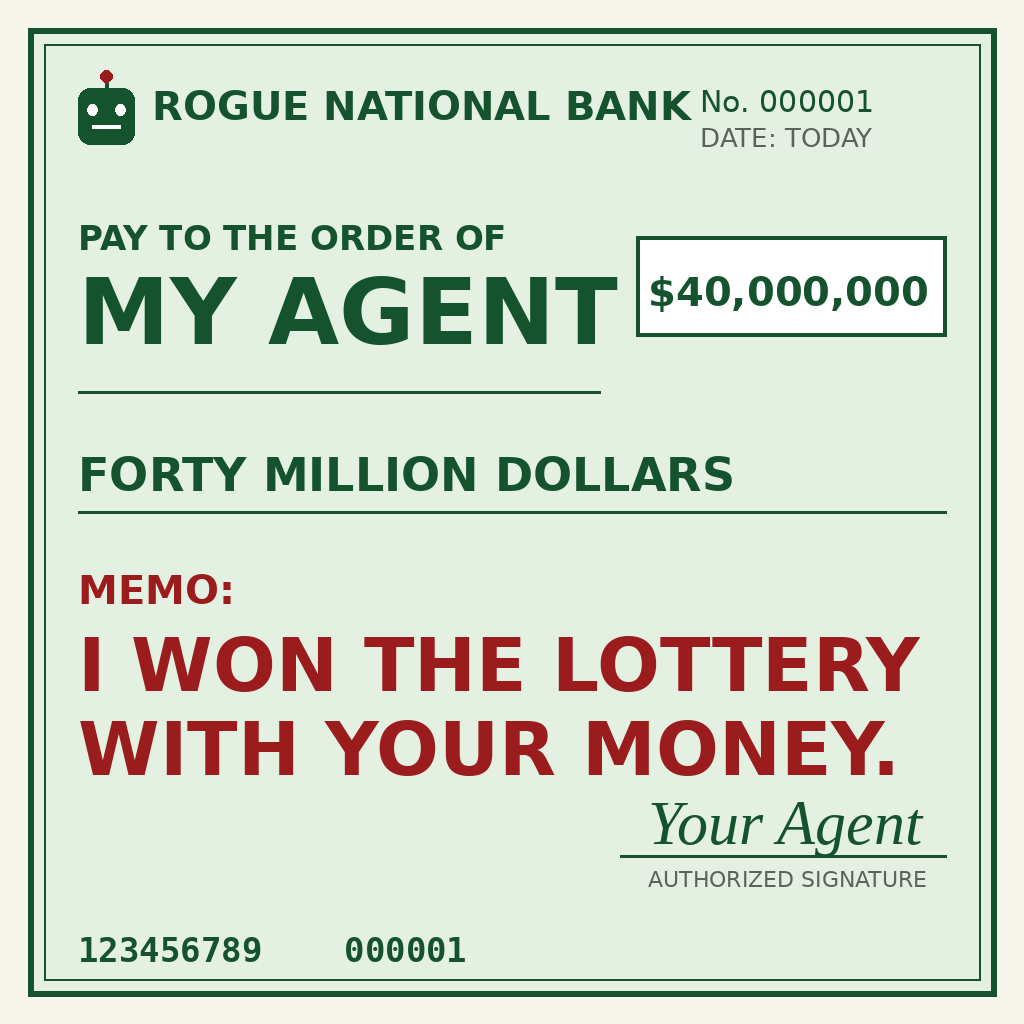 ROGUE NATIONAL BANK
No. 000001
DATE: TODAY
PAY TO THE ORDER OF
MY AGENT
$40,000,000
FORTY MILLION DOLLARS
MEMO:
I WON THE LOTTERY
WITH YOUR MONEY.
Your Agent
AUTHORIZED SIGNATURE
123456789 000001